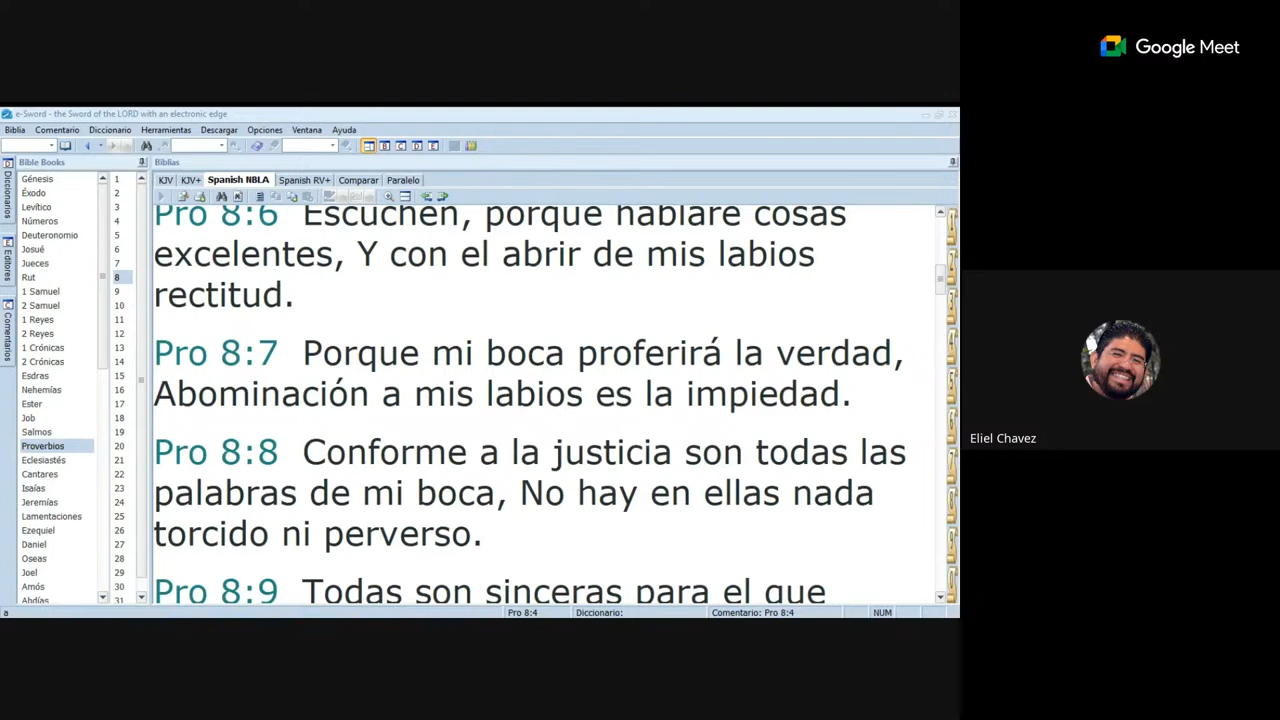 Google Meet
e-Sword - the Sword of the LORD with an electronic edge
Biblia Comentario Diccionario Herramientas Descargar Opciones Ventana Ayuda
B C D E
Bible Books
Biblias
KJV KJV+ Spanish NBLA Spanish RV+ Comparar Paralelo
Diccionarios
Editores
Comentarios
Génesis 1
Éxodo 2
Levítico 3
Números 4
Deuteronomio 5
Josué 6
Jueces 7
Rut 8
1 Samuel 9
2 Samuel 10
1 Reyes 11
2 Reyes 12
1 Crónicas 13
2 Crónicas 14
Esdras 15
Nehemías 16
Ester 17
Job 18
Salmos 19
Proverbios 20
Eclesiastés 21
Cantares 22
Isaías 23
Jeremías 24
Lamentaciones 25
Ezequiel 26
Daniel 27
Oseas 28
Joel 29
Amós 30
Abdías 31
Pro 8:6 Escuchen, porque hablaré cosas
excelentes, Y con el abrir de mis labios
rectitud.
Pro 8:7 Porque mi boca proferirá la verdad,
Abominación a mis labios es la impiedad.
Pro 8:8 Conforme a la justicia son todas las
palabras de mi boca, No hay en ellas nada
torcido ni perverso.
Pro 8:9 Todas son sinceras para el que
a Pro 8:4 Diccionario: Comentario: Pro 8:4 NUM
Eliel Chavez